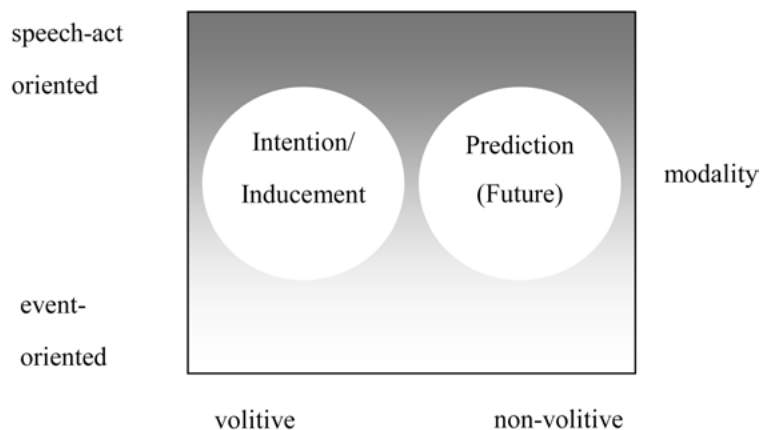 speech-act
oriented
Intention/
Inducement
Prediction
(Future)
modality
event-
oriented
volitive
non-volitive